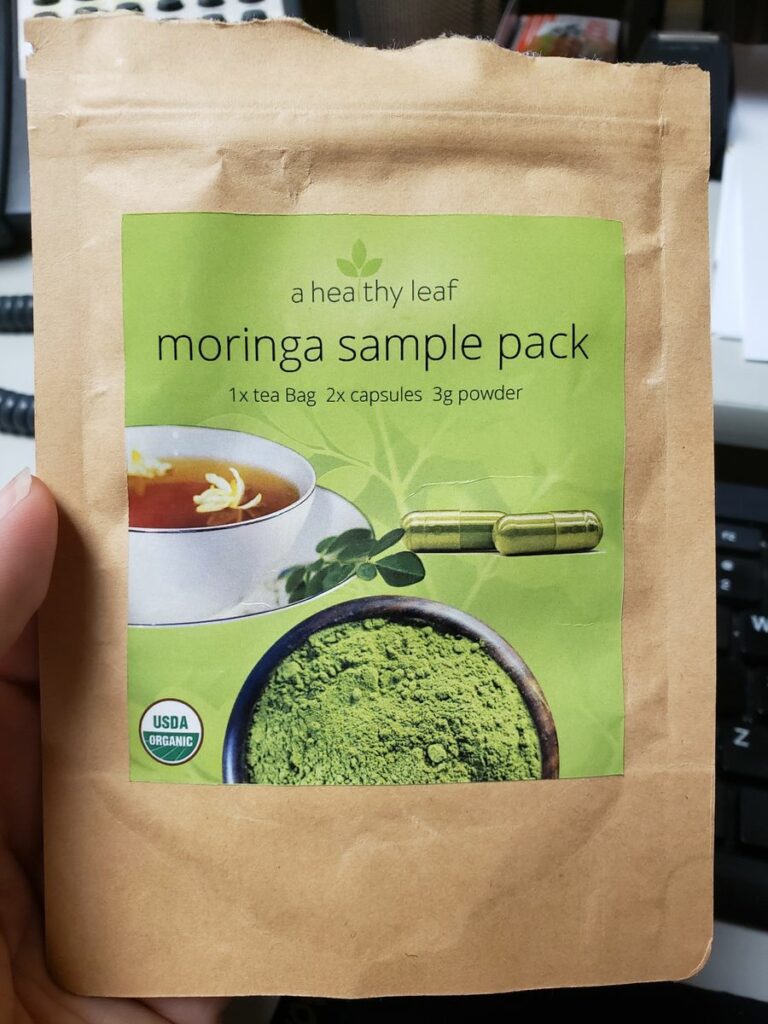 a healthy leaf
moringa sample pack
1x tea Bag 2x capsules 3g powder
USDA
ORGANIC
Z